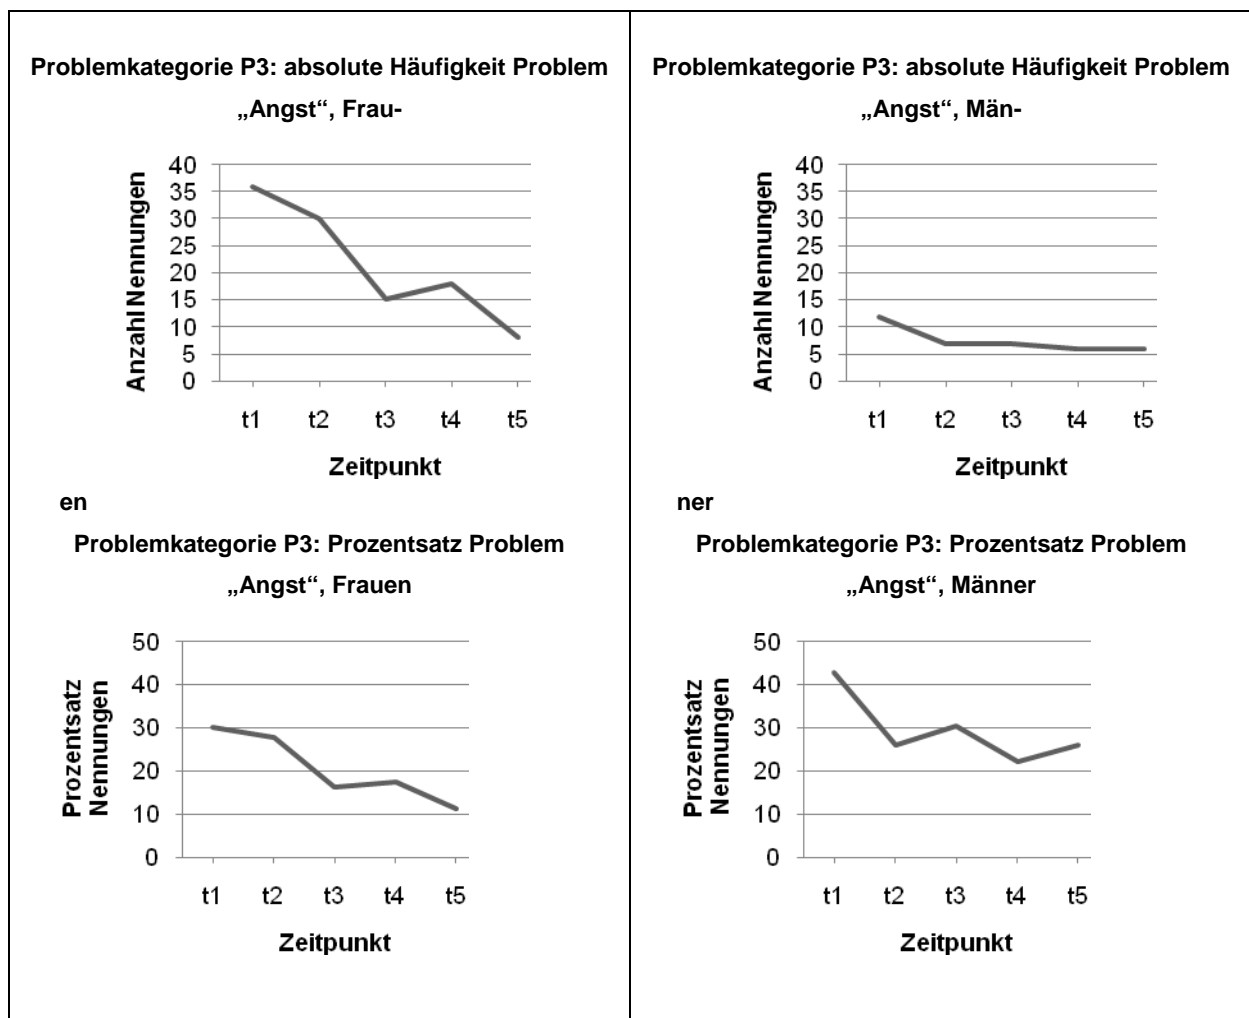 Problemkategorie P3: absolute Häufigkeit Problem
„Angst“, Frau-
Anzahl Nennungen
40
35
30
25
20
15
10
5
0
t1 t2 t3 t4 t5
Zeitpunkt
en
Problemkategorie P3: Prozentsatz Problem
„Angst“, Frauen
Prozentsatz
Nennungen
50
40
30
20
10
0
t1 t2 t3 t4 t5
Zeitpunkt
Problemkategorie P3: absolute Häufigkeit Problem
„Angst“, Män-
Anzahl Nennungen
40
35
30
25
20
15
10
5
0
t1 t2 t3 t4 t5
Zeitpunkt
ner
Problemkategorie P3: Prozentsatz Problem
„Angst“, Männer
Prozentsatz
Nennungen
50
40
30
20
10
0
t1 t2 t3 t4 t5
Zeitpunkt